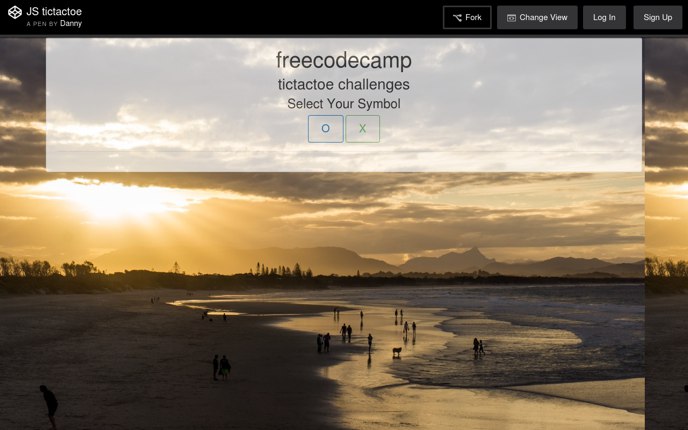 JS tictactoe
A PEN BY Danny
Fork
Change View
Log In
Sign Up
freecodecamp
tictactoe challenges
Select Your Symbol
O
X